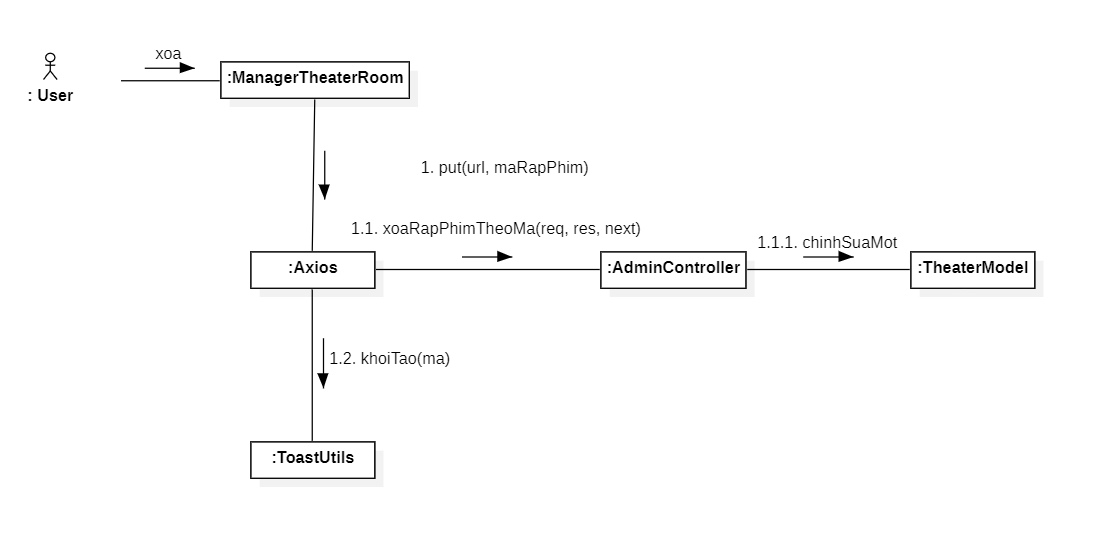 xoa
: User
:ManagerTheaterRoom
1. put(url, maRapPhim)
1.1. xoaRapPhimTheoMa(req, res, next)
1.1.1. chinhSuaMot
:Axios
:AdminController
:TheaterModel
1.2. khoiTao(ma)
:ToastUtils